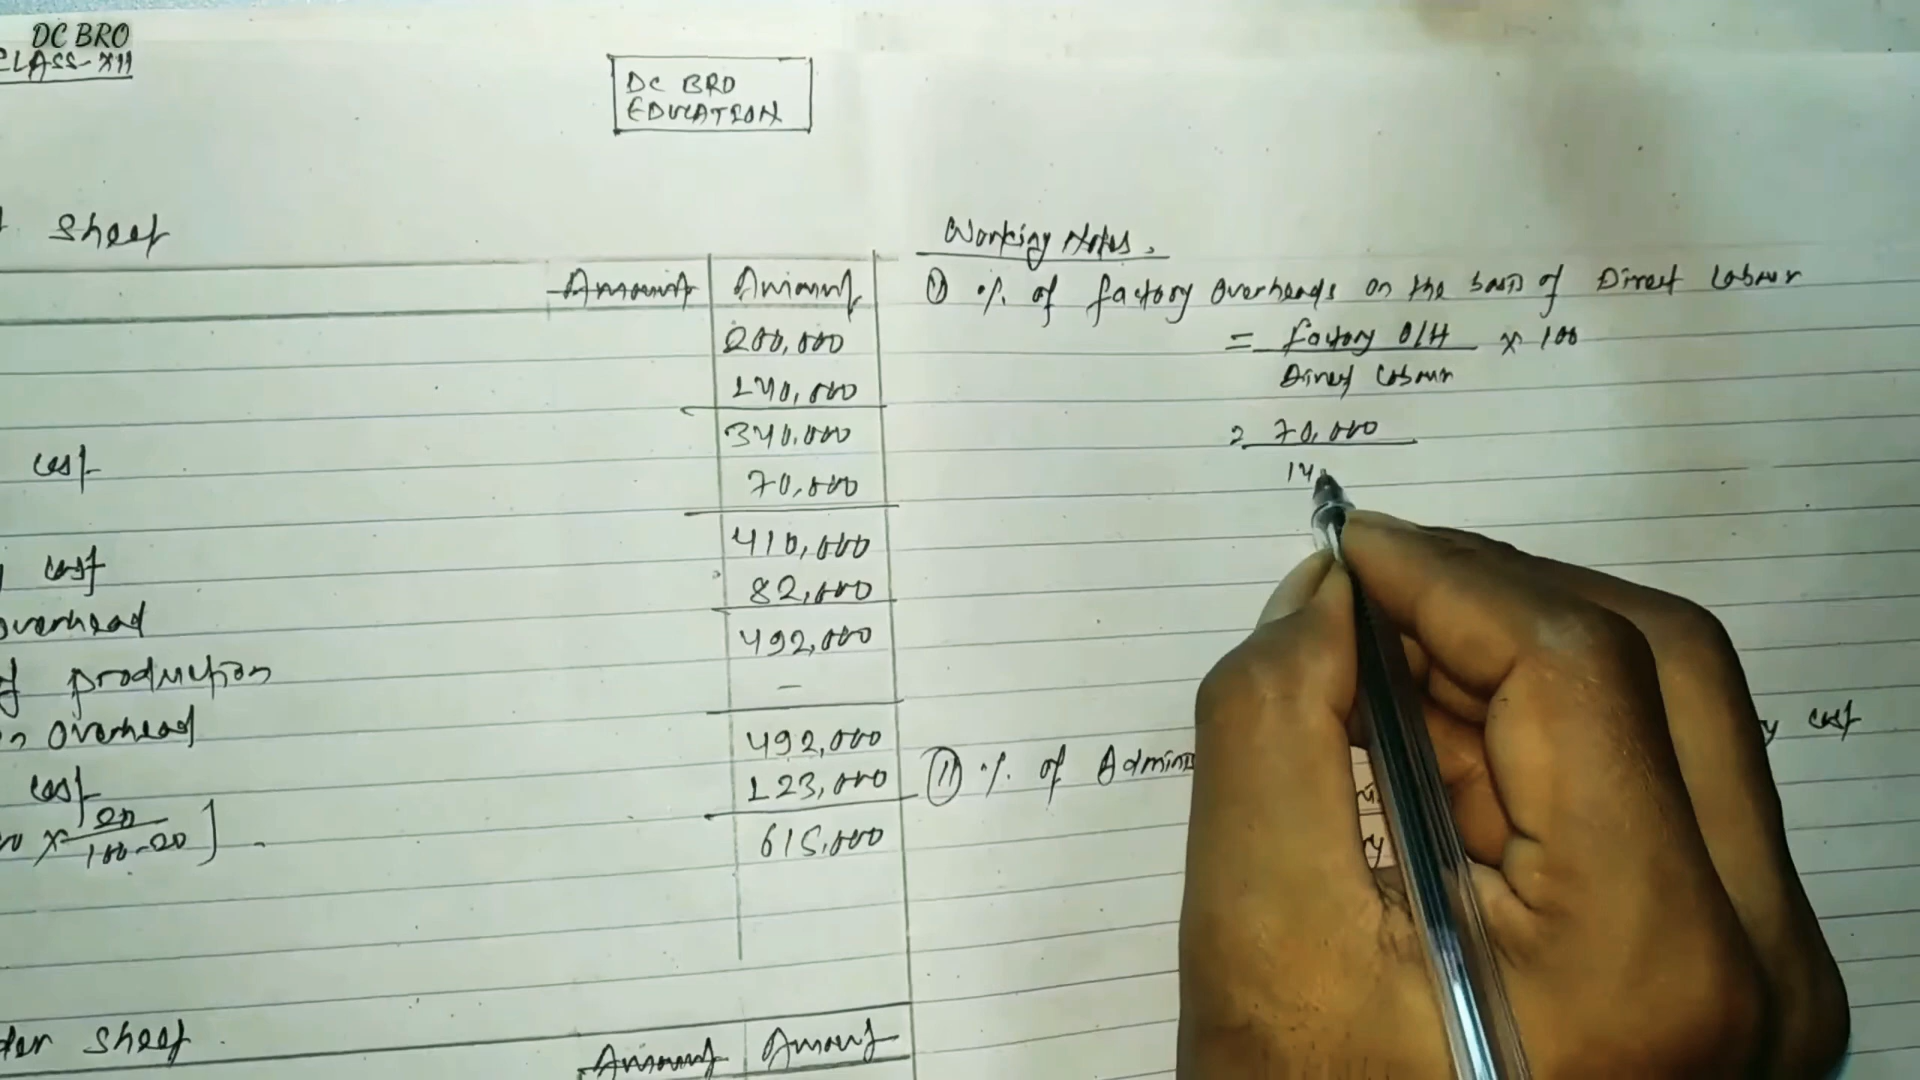 DC BRO
CLASS-XII
DC BRO
EDUCATION
Sheet
Amount Amount
200,000
140,000
340,000
cost
70,000
410,000
cost
82,000
overhead
492,000
of production
-
overhead
492,000
cost
123,000
× 20
100-20 ]
615,000
der sheet
Amount Amount
Working Notes.
① % of factory overheads on the basis of Direct labour
= factory O/H × 100
Direct labour
= 70,000
14
② % of Admin
cost